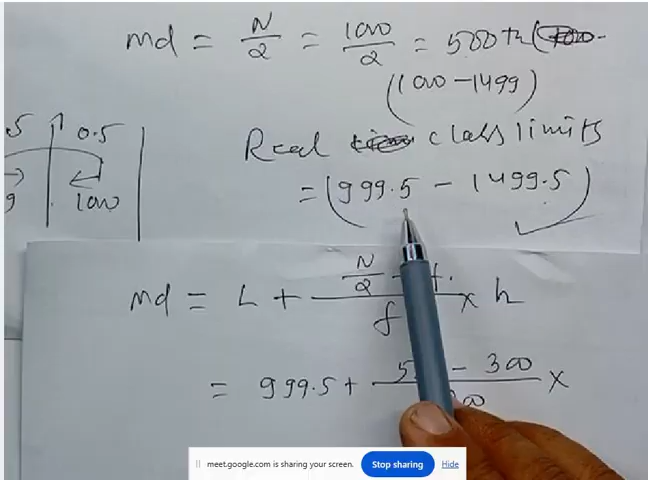 md = N/2 = 1000/2 = 500th (
(1000 - 1499)
Real class limits
= (999.5 - 1499.5)
.5 0.5
1000
md = L + N/2 - f. / f × h
= 999.5 + - 300 / ×
meet.google.com is sharing your screen. Stop sharing Hide